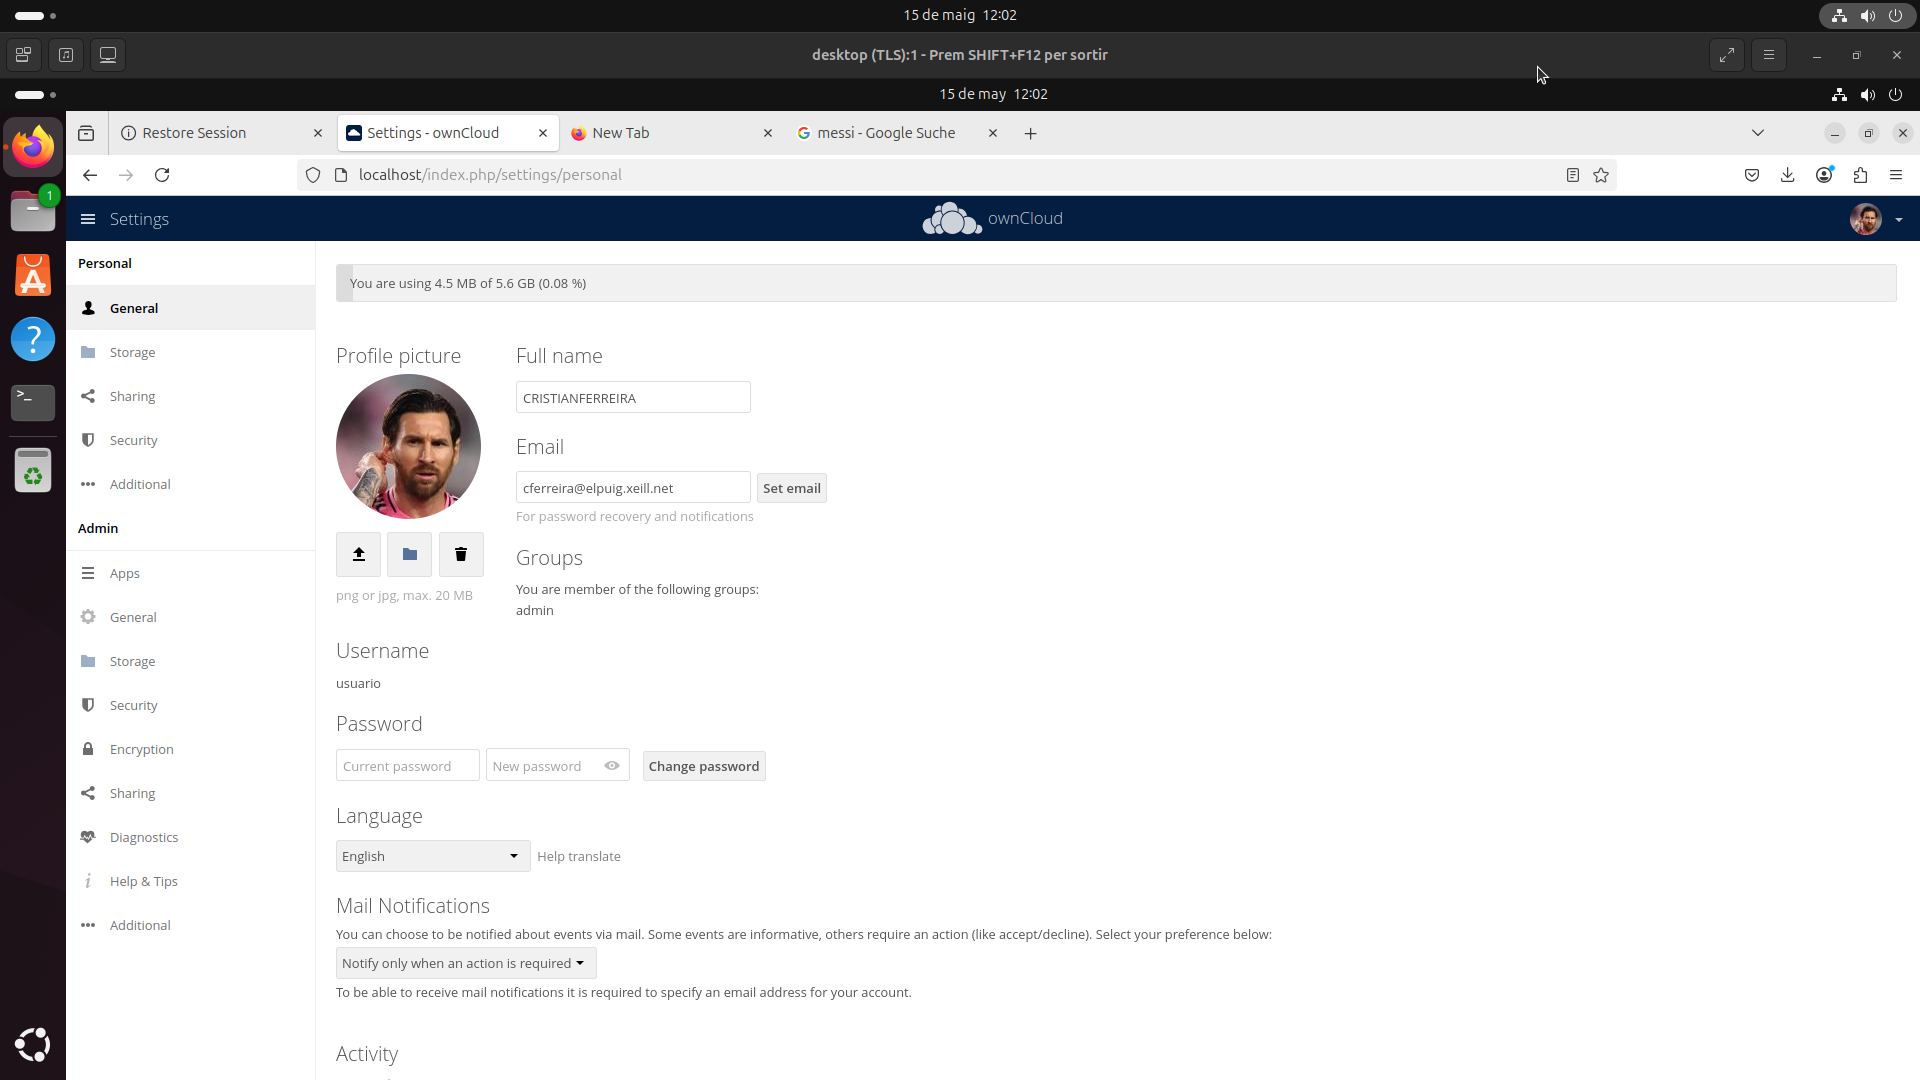 15 de maig 12:02
desktop (TLS):1 - Prem SHIFT+F12 per sortir
15 de may 12:02
Restore Session
Settings - ownCloud
New Tab
messi - Google Suche
localhost/index.php/settings/personal
Settings
ownCloud
1
Personal
General
Storage
Sharing
Security
Additional
Admin
Apps
General
Storage
Security
Encryption
Sharing
Diagnostics
Help & Tips
Additional
You are using 4.5 MB of 5.6 GB (0.08 %)
Profile picture
png or jpg, max. 20 MB
Full name
CRISTIANFERREIRA
Email
cferreira@elpuig.xeill.net
Set email
For password recovery and notifications
Groups
You are member of the following groups:
admin
Username
usuario
Password
Current password
New password
Change password
Language
English
Help translate
Mail Notifications
You can choose to be notified about events via mail. Some events are informative, others require an action (like accept/decline). Select your preference below:
Notify only when an action is required
To be able to receive mail notifications it is required to specify an email address for your account.
Activity